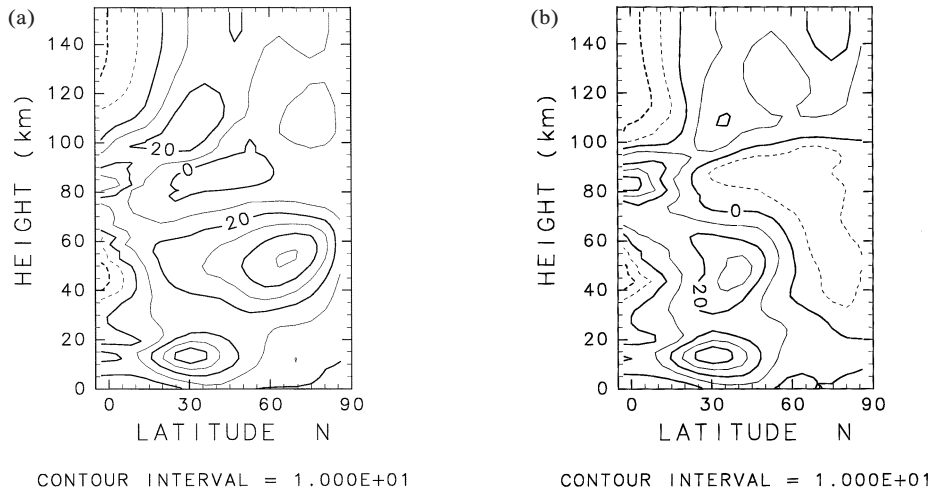 (a)
HEIGHT (km)
140
120
100
80
60
40
20
0
20
0
20
0 30 60 90
LATITUDE N
CONTOUR INTERVAL = 1.000E+01
(b)
HEIGHT (km)
140
120
100
80
60
40
20
0
0
20
0 30 60 90
LATITUDE N
CONTOUR INTERVAL = 1.000E+01